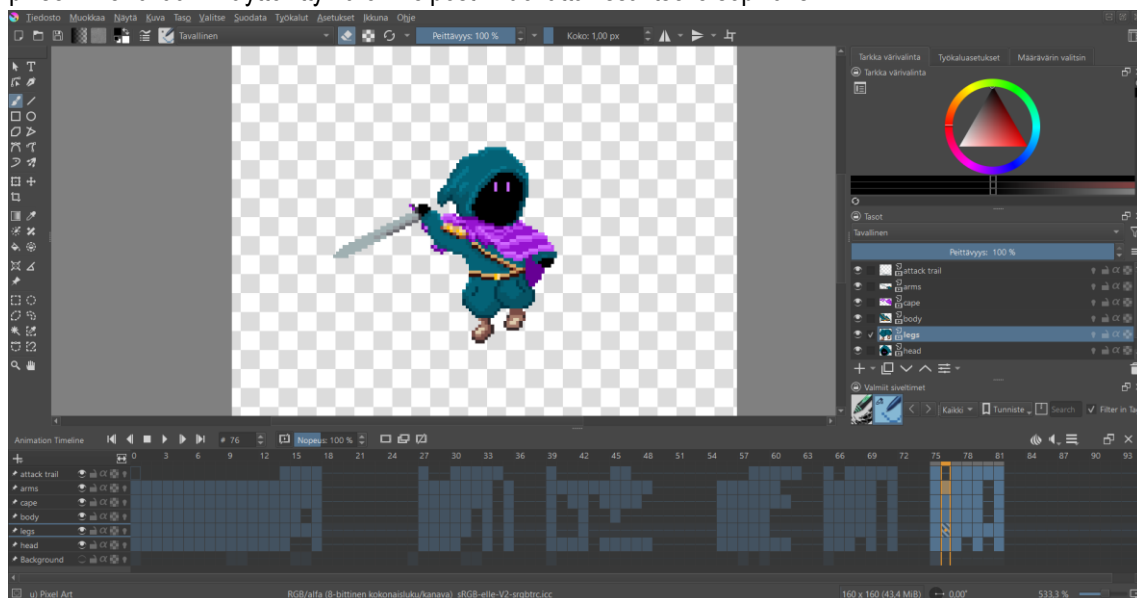 Tiedosto Muokkaa Näytä Kuva Taso Valitse Suodata Työkalut Asetukset Ikkuna Ohje
Tavallinen Peittävyys: 100 % Koko: 1,00 px
Tarkka värivalinta Työkaluasetukset Määrävärin valitsin
Tarkka värivalinta
Tasot
Tavallinen
Peittävyys: 100 %
attack trail
arms
cape
body
legs
head
Valmiit siveltimet
Kaikki Tunniste Search Filter in Ta
Animation Timeline # 76 Nopeus: 100 %
0 3 6 9 12 15 18 21 24 27 30 33 36 39 42 45 48 51 54 57 60 63 66 69 72 75 78 81 84 87 90 93
attack trail
arms
cape
body
legs
head
Background
u) Pixel Art RGB/alfa (8-bittinen kokonaisluku/kanava) sRGB-elle-V2-srgbtrc.icc 160 x 160 (43,4 MiB) 0,00° 533,3 %